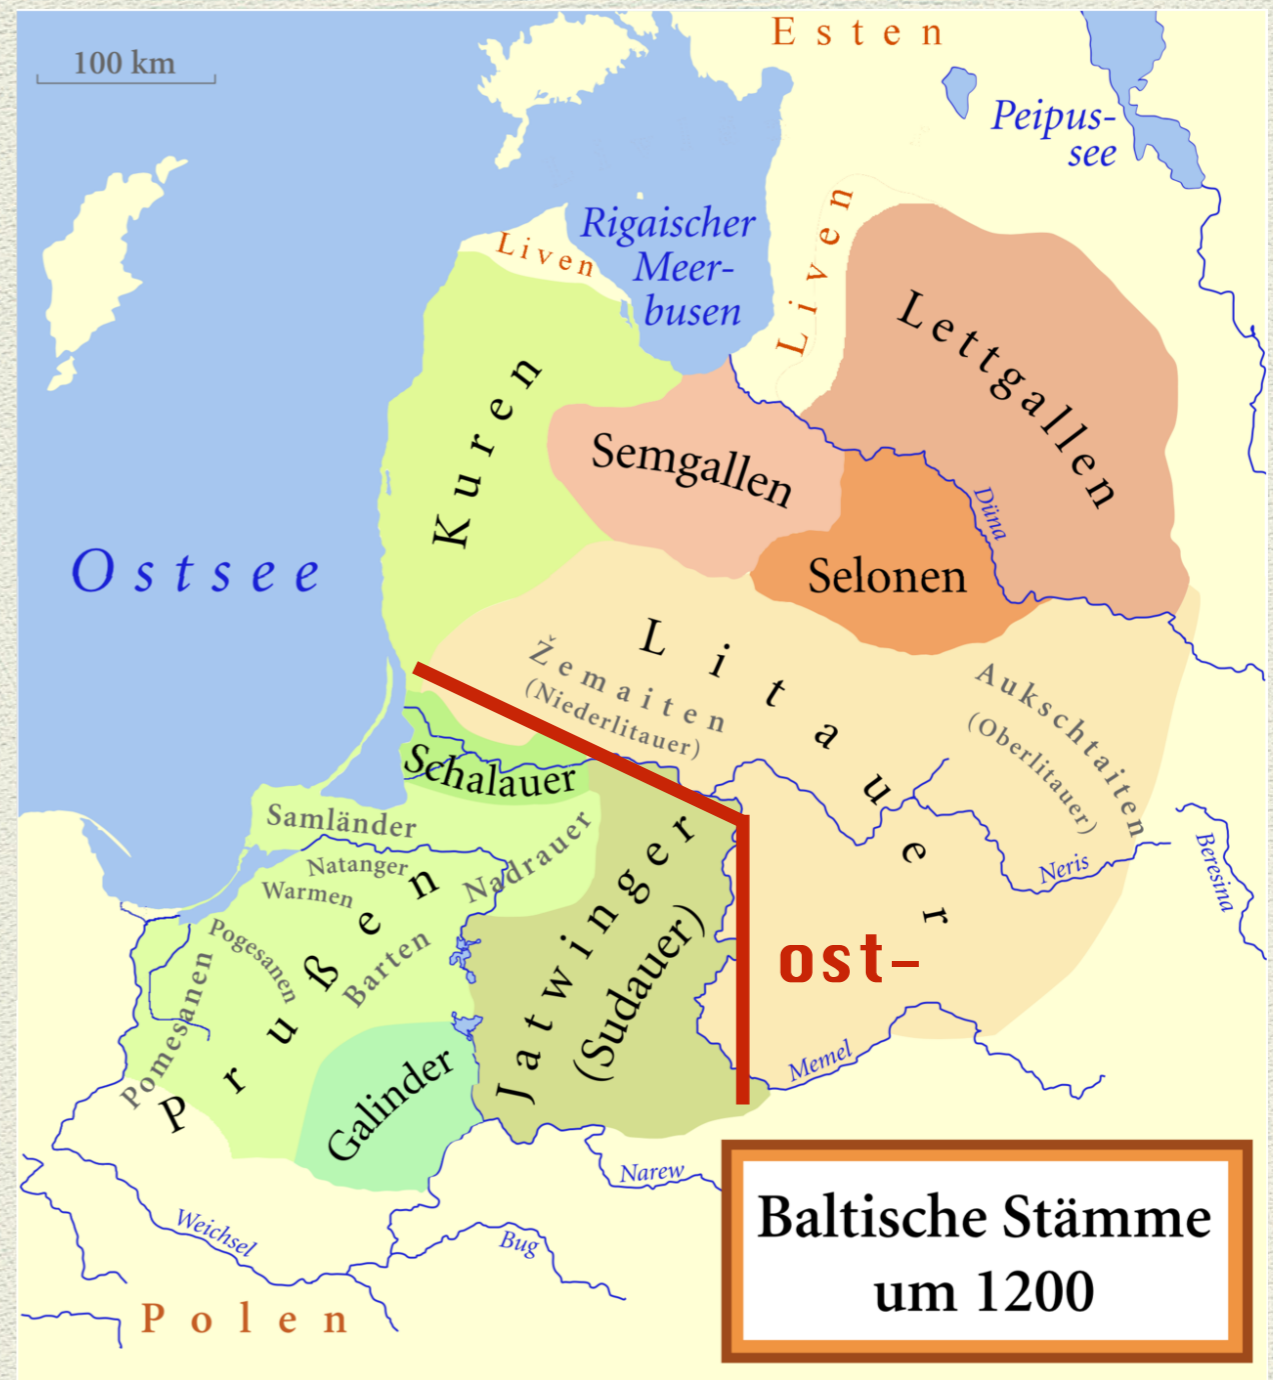 Esten
100 km
Peipus-
see
Liven
Rigaischer
Meer-
busen
Liven
Lettgallen
Kuren
Semgallen
Düna
Ostsee
Selonen
Litauer
Žemaiten
(Niederlitauer)
Aukschtaiten
(Oberlitauer)
Schalauer
Samländer
Natanger
Warmen
Nadrauer
Jatwinger
(Sudauer)
Neris
Beresina
Pogesanen
Barten
Pomesanen
Prußen
ost-
Galinder
Memel
Narew
Weichsel
Bug
Polen
Baltische Stämme
um 1200